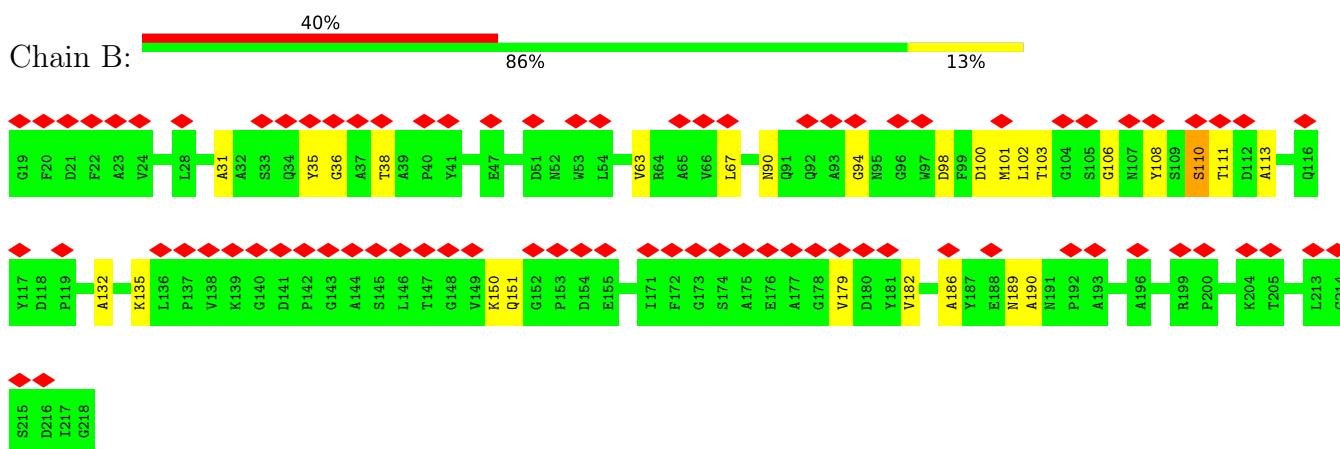 40%
Chain B:
86% 13%
G19 F20 D21 F22 A23 V24 L28 A31 A32 S33 Q34 Y35 G36 A37 T38 A39 P40 Y41 E47 D51 N52 W53 L54 V63 R64 A65 V66 L67 N90 Q91 Q92 A93 G94 N95 G96 W97 D98 F99 D100 M101 L102 T103 G104 S105 G106 N107 Y108 S109 S110 T111 D112 A113 Q116
Y117 D118 P119 A132 K135 L136 P137 V138 K139 G140 D141 P142 G143 A144 S145 L146 T147 G148 V149 K150 Q151 G152 P153 D154 E155 I171 F172 G173 S174 A175 E176 A177 G178 V179 D180 Y181 V182 A186 Y187 E188 N189 A190 N191 P192 A193 A196 R199 P200 K204 T205 L213
S215 D216 I217 G218